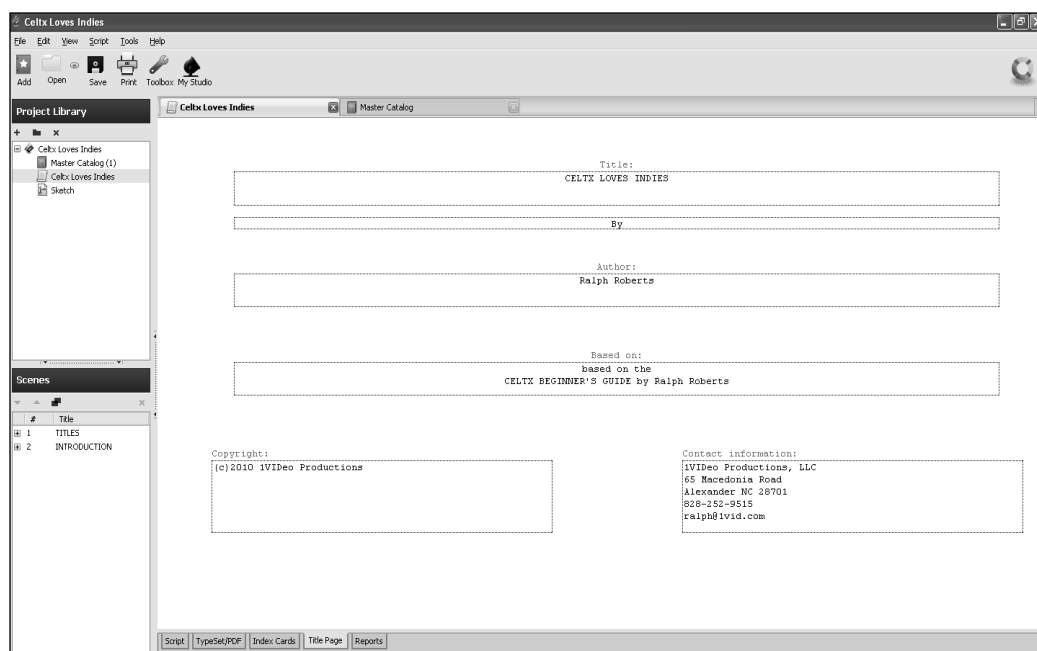 Celtx Loves Indies
File Edit View Script Tools Help
Add Open Save Print Toolbox My Studio
Project Library
Celtx Loves Indies
Master Catalog (1)
Celtx Loves Indies
Sketch
Scenes
# Title
1 TITLES
2 INTRODUCTION
Celtx Loves Indies Master Catalog
Title:
CELTX LOVES INDIES
By
Author:
Ralph Roberts
Based on:
based on the
CELTX BEGINNER'S GUIDE by Ralph Roberts
Copyright:
(c)2010 1VIDeo Productions
Contact information:
1VIDeo Productions, LLC
65 Macedonia Road
Alexander NC 28701
828-252-9515
ralph@1vid.com
Script TypeSet/PDF Index Cards Title Page Reports